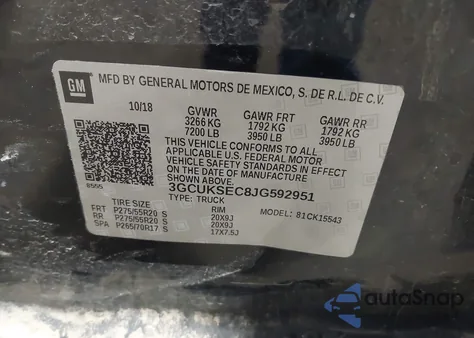 GM
MFD BY GENERAL MOTORS DE MEXICO, S. DE R.L. DE C.V.
10/18 GVWR GAWR FRT GAWR RR
3266 KG 1792 KG 1792 KG
7200 LB 3950 LB 3950 LB
THIS VEHICLE CONFORMS TO ALL
APPLICABLE U.S. FEDERAL MOTOR
VEHICLE SAFETY STANDARDS IN EFFECT
ON THE DATE OF MANUFACTURE SHOWN ABOVE.
8555 3GCUKSEC8JG592951
TYPE: TRUCK MODEL: 81CK15543
TIRE SIZE RIM
FRT P275/55R20 S 20X9J
RR P275/55R20 S 20X9J
SPA P265/70R17 S 17X7.5J
autoSnap